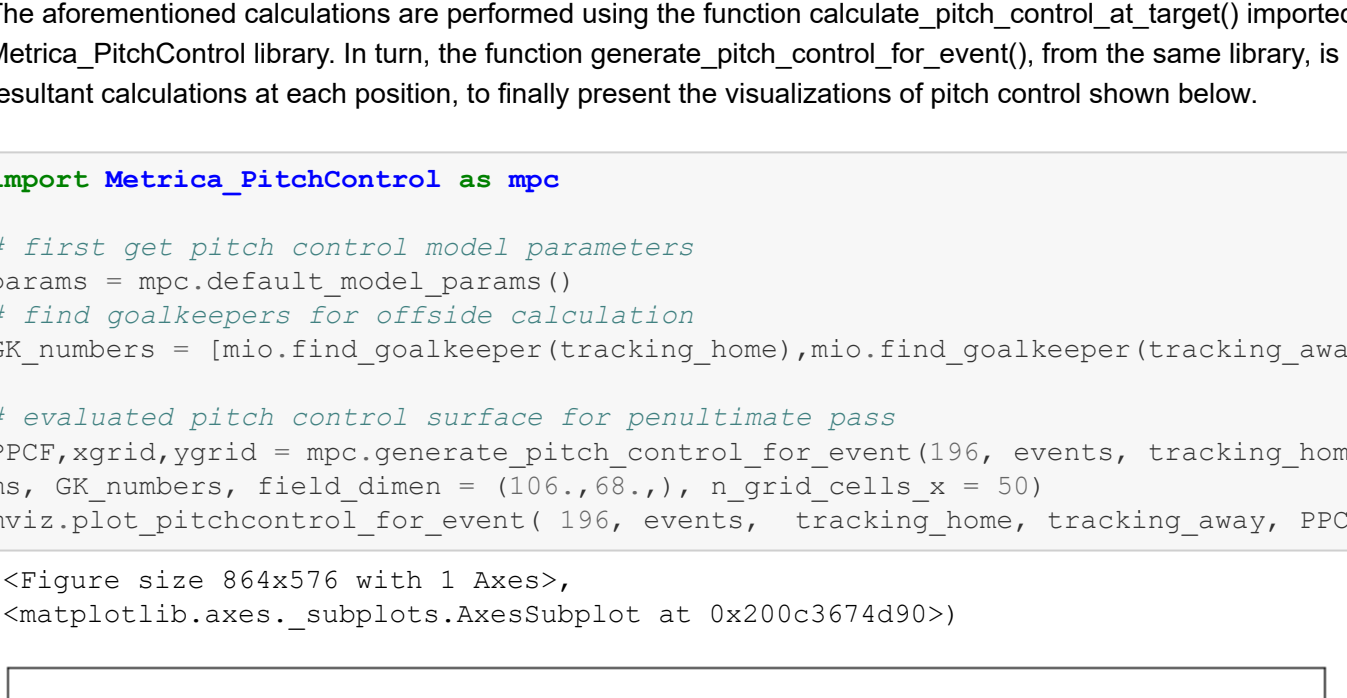 The aforementioned calculations are performed using the function calculate_pitch_control_at_target() imported
Metrica_PitchControl library. In turn, the function generate_pitch_control_for_event(), from the same library, is
resultant calculations at each position, to finally present the visualizations of pitch control shown below.
import Metrica_PitchControl as mpc
# first get pitch control model parameters
params = mpc.default_model_params()
# find goalkeepers for offside calculation
GK_numbers = [mio.find_goalkeeper(tracking_home),mio.find_goalkeeper(tracking_awa
# evaluated pitch control surface for penultimate pass
PPCF,xgrid,ygrid = mpc.generate_pitch_control_for_event(196, events, tracking_hom
ms, GK_numbers, field_dimen = (106.,68.,), n_grid_cells_x = 50)
mviz.plot_pitchcontrol_for_event( 196, events,  tracking_home, tracking_away, PPC
<Figure size 864x576 with 1 Axes>,
<matplotlib.axes._subplots.AxesSubplot at 0x200c3674d90>)